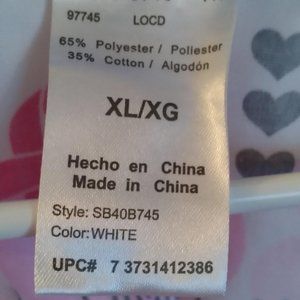 97745 LOCD
65% Polyester / Poliester
35% Cotton / Algodón
XL/XG
Hecho en China
Made in China
Style: SB40B745
Color: WHITE
UPC# 7 3731412386